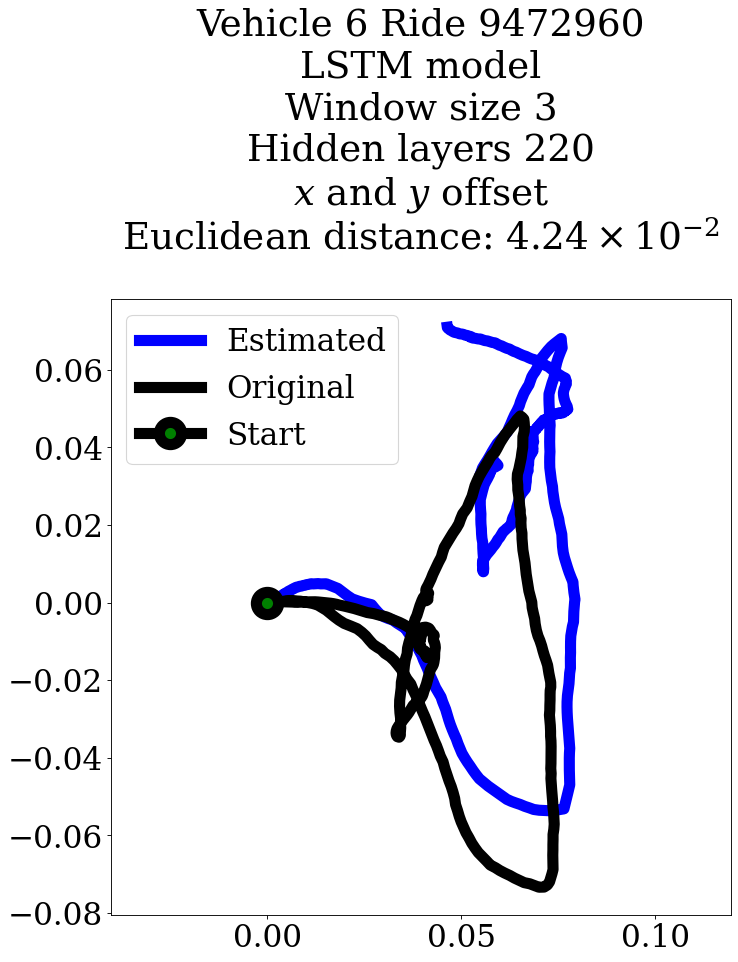 Vehicle 6 Ride 9472960
LSTM model
Window size 3
Hidden layers 220
x and y offset
Euclidean distance: 4.24 × 10⁻²
Estimated
Original
Start
0.06
0.04
0.02
0.00
−0.02
−0.04
−0.06
−0.08
0.00 0.05 0.10